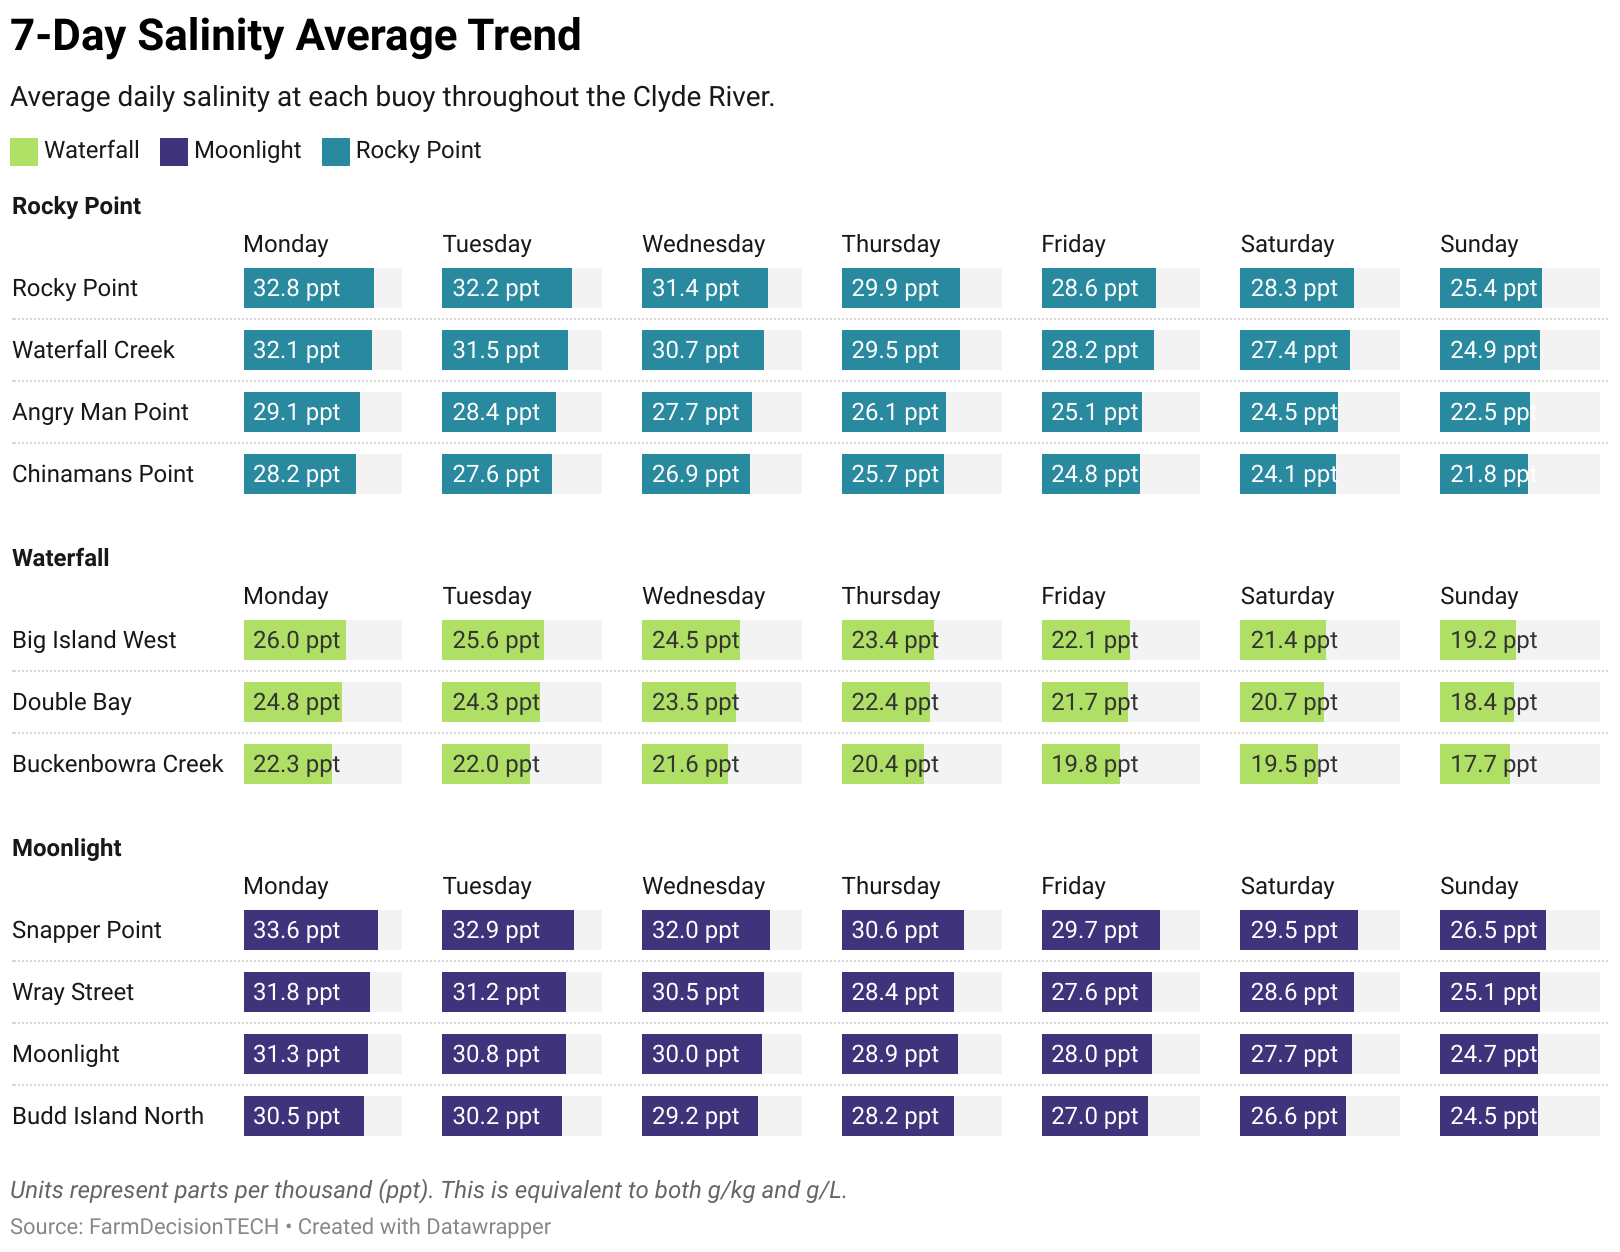 7-Day Salinity Average Trend
Average daily salinity at each buoy throughout the Clyde River.
Waterfall Moonlight Rocky Point
Rocky Point
Monday Tuesday Wednesday Thursday Friday Saturday Sunday
Rocky Point 32.8 ppt 32.2 ppt 31.4 ppt 29.9 ppt 28.6 ppt 28.3 ppt 25.4 ppt
Waterfall Creek 32.1 ppt 31.5 ppt 30.7 ppt 29.5 ppt 28.2 ppt 27.4 ppt 24.9 ppt
Angry Man Point 29.1 ppt 28.4 ppt 27.7 ppt 26.1 ppt 25.1 ppt 24.5 ppt 22.5 ppt
Chinamans Point 28.2 ppt 27.6 ppt 26.9 ppt 25.7 ppt 24.8 ppt 24.1 ppt 21.8 ppt
Waterfall
Monday Tuesday Wednesday Thursday Friday Saturday Sunday
Big Island West 26.0 ppt 25.6 ppt 24.5 ppt 23.4 ppt 22.1 ppt 21.4 ppt 19.2 ppt
Double Bay 24.8 ppt 24.3 ppt 23.5 ppt 22.4 ppt 21.7 ppt 20.7 ppt 18.4 ppt
Buckenbowra Creek 22.3 ppt 22.0 ppt 21.6 ppt 20.4 ppt 19.8 ppt 19.5 ppt 17.7 ppt
Moonlight
Monday Tuesday Wednesday Thursday Friday Saturday Sunday
Snapper Point 33.6 ppt 32.9 ppt 32.0 ppt 30.6 ppt 29.7 ppt 29.5 ppt 26.5 ppt
Wray Street 31.8 ppt 31.2 ppt 30.5 ppt 28.4 ppt 27.6 ppt 28.6 ppt 25.1 ppt
Moonlight 31.3 ppt 30.8 ppt 30.0 ppt 28.9 ppt 28.0 ppt 27.7 ppt 24.7 ppt
Budd Island North 30.5 ppt 30.2 ppt 29.2 ppt 28.2 ppt 27.0 ppt 26.6 ppt 24.5 ppt
Units represent parts per thousand (ppt). This is equivalent to both g/kg and g/L.
Source: FarmDecisionTECH • Created with Datawrapper